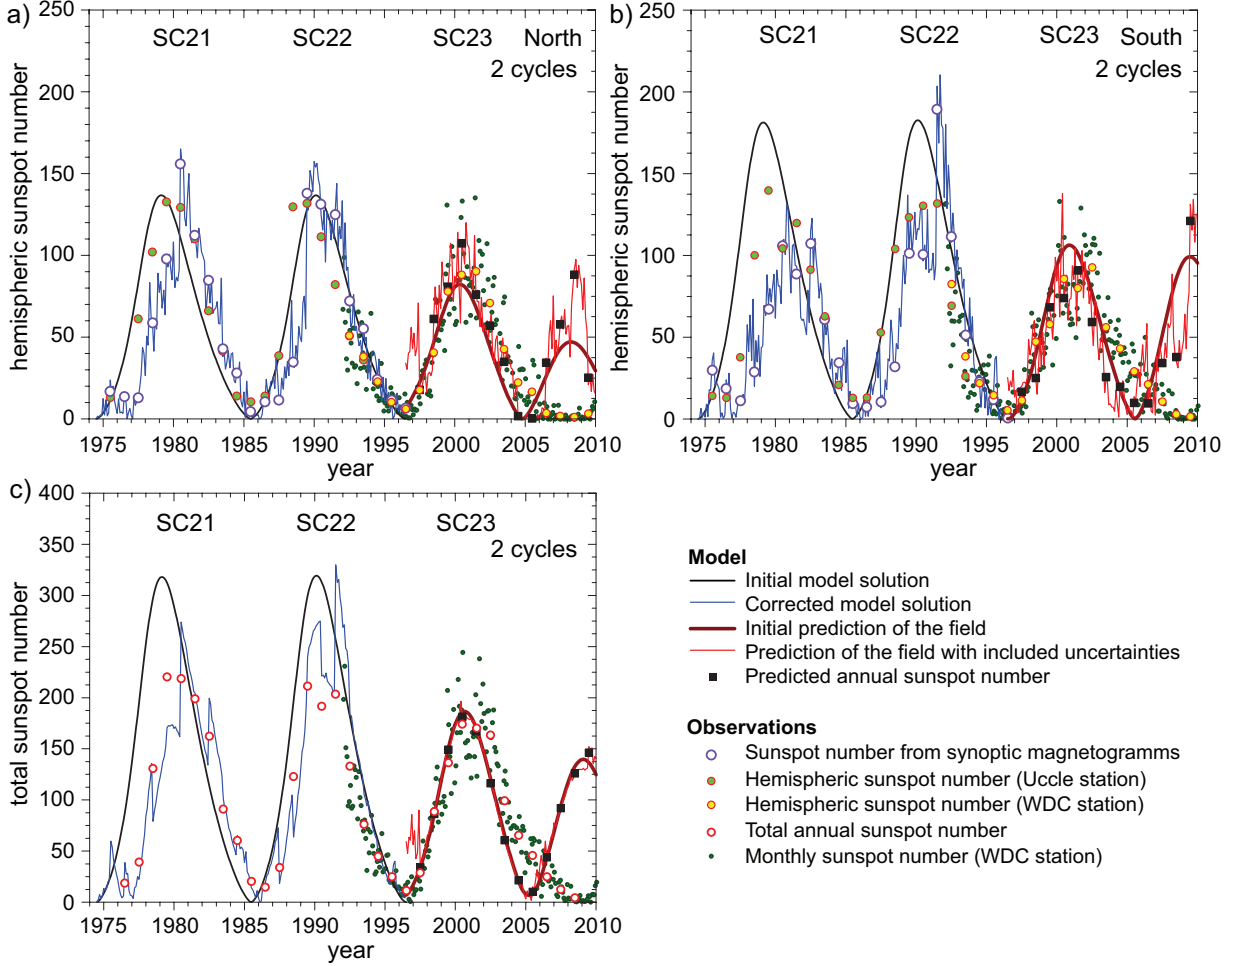 a)
SC21 SC22 SC23 North
2 cycles
hemispheric sunspot number
250
200
150
100
50
0
1975 1980 1985 1990 1995 2000 2005 2010
year
b)
SC21 SC22 SC23 South
2 cycles
hemispheric sunspot number
250
200
150
100
50
0
1975 1980 1985 1990 1995 2000 2005 2010
year
c)
SC21 SC22 SC23
2 cycles
total sunspot number
400
350
300
250
200
150
100
50
0
1975 1980 1985 1990 1995 2000 2005 2010
year
Model
Initial model solution
Corrected model solution
Initial prediction of the field
Prediction of the field with included uncertainties
Predicted annual sunspot number
Observations
Sunspot number from synoptic magnetogramms
Hemispheric sunspot number (Uccle station)
Hemispheric sunspot number (WDC station)
Total annual sunspot number
Monthly sunspot number (WDC station)